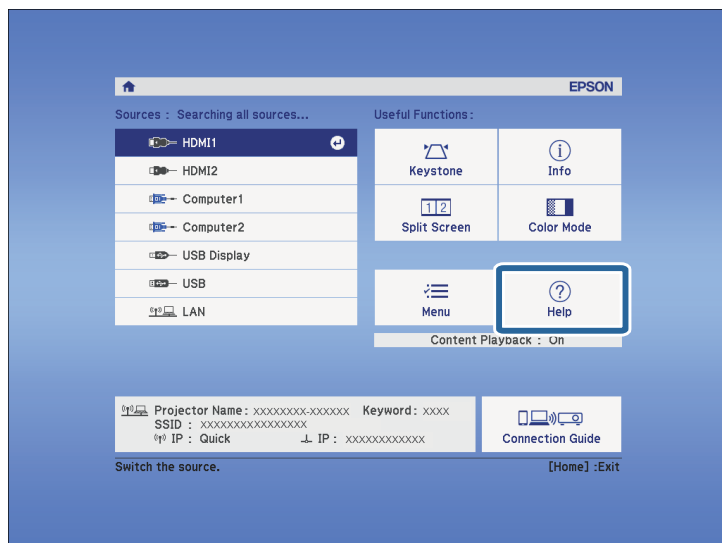 EPSON
Sources : Searching all sources...
Useful Functions :
HDMI1
HDMI2
Computer1
Computer2
USB Display
USB
LAN
Keystone
Info
1 2
Split Screen
Color Mode
Menu
? Help
Content Playback : On
Projector Name : XXXXXXXX-XXXXXX Keyword : XXXX
SSID : XXXXXXXXXXXXXXX
IP : Quick IP : XXXXXXXXXXXX
Connection Guide
Switch the source. [Home] :Exit